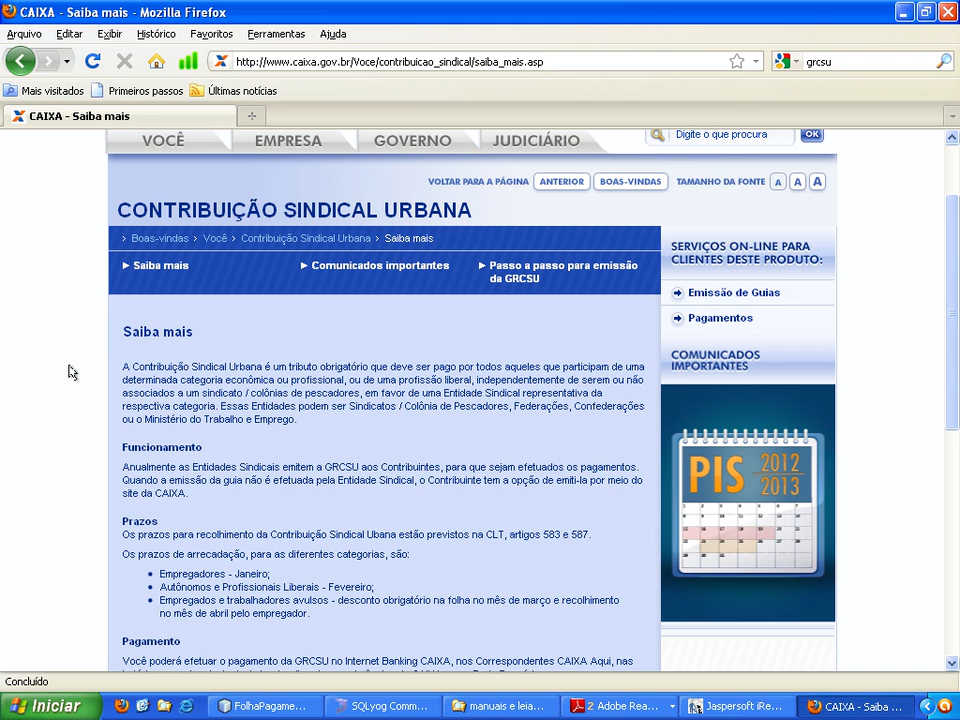 CAIXA - Saiba mais - Mozilla Firefox
Arquivo Editar Exibir Histórico Favoritos Ferramentas Ajuda
http://www.caixa.gov.br/Voce/contribuicao_sindical/saiba_mais.asp
grcsu
Mais visitados Primeiros passos Últimas notícias
CAIXA - Saiba mais
VOCÊ EMPRESA GOVERNO JUDICIÁRIO
Digite o que procura OK
VOLTAR PARA A PÁGINA ANTERIOR BOAS-VINDAS TAMANHO DA FONTE A A A
CONTRIBUIÇÃO SINDICAL URBANA
› Boas-vindas › Você › Contribuição Sindical Urbana › Saiba mais
Saiba mais
Comunicados importantes
Passo a passo para emissão
da GRCSU
SERVIÇOS ON-LINE PARA
CLIENTES DESTE PRODUTO:
Emissão de Guias
Pagamentos
COMUNICADOS
IMPORTANTES
PIS 2012
2013
Saiba mais
A Contribuição Sindical Urbana é um tributo obrigatório que deve ser pago por todos aqueles que participam de uma
determinada categoria econômica ou profissional, ou de uma profissão liberal, independentemente de serem ou não
associados a um sindicato / colônias de pescadores, em favor de uma Entidade Sindical representativa da
respectiva categoria. Essas Entidades podem ser Sindicatos / Colônia de Pescadores, Federações, Confederações
ou o Ministério do Trabalho e Emprego.
Funcionamento
Anualmente as Entidades Sindicais emitem a GRCSU aos Contribuintes, para que sejam efetuados os pagamentos.
Quando a emissão da guia não é efetuada pela Entidade Sindical, o Contribuinte tem a opção de emiti-la por meio do
site da CAIXA.
Prazos
Os prazos para recolhimento da Contribuição Sindical Ubana estão previstos na CLT, artigos 583 e 587.
Os prazos de arrecadação, para as diferentes categorias, são:
Empregadores - Janeiro;
Autônomos e Profissionais Liberais - Fevereiro;
Empregados e trabalhadores avulsos - desconto obrigatório na folha no mês de março e recolhimento
no mês de abril pelo empregador.
Pagamento
Você poderá efetuar o pagamento da GRCSU no Internet Banking CAIXA, nos Correspondentes CAIXA Aqui, nas
Concluído
Iniciar FolhaPagame... SQLyog Comm... manuais e leia... 2 Adobe Rea... Jaspersoft iRe... CAIXA - Saiba ...